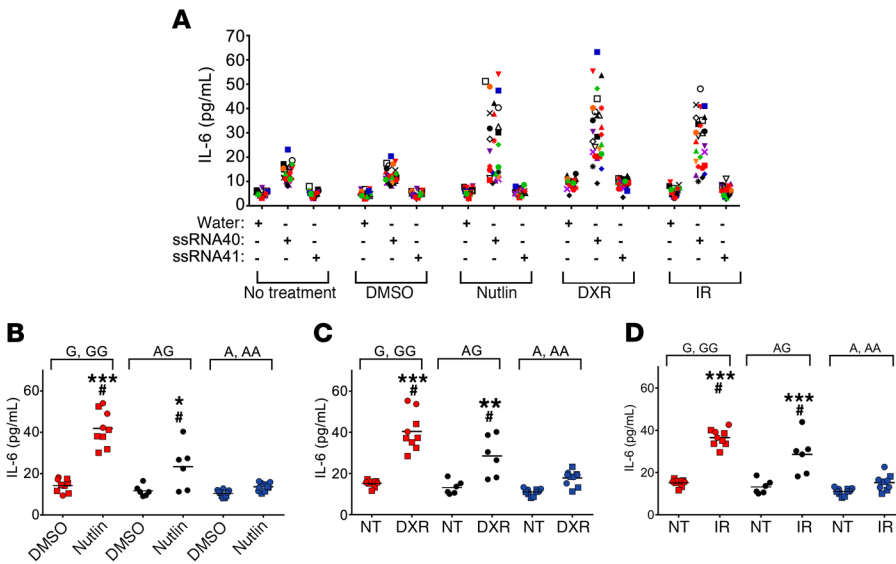 A
IL-6 (pg/mL)
70
60
50
40
30
20
10
0
Water: + - - + - - + - - + - - + - -
ssRNA40: - + - - + - - + - - + - - + -
ssRNA41: - - + - - + - - + - - + - - +
No treatment DMSO Nutlin DXR IR
B
G, GG AG A, AA
*** *
# #
IL-6 (pg/mL)
60
40
20
0
DMSO Nutlin DMSO Nutlin DMSO Nutlin
C
G, GG AG A, AA
*** **
# #
IL-6 (pg/mL)
60
40
20
0
NT DXR NT DXR NT DXR
D
G, GG AG A, AA
*** ***
# #
IL-6 (pg/mL)
60
40
20
0
NT IR NT IR NT IR